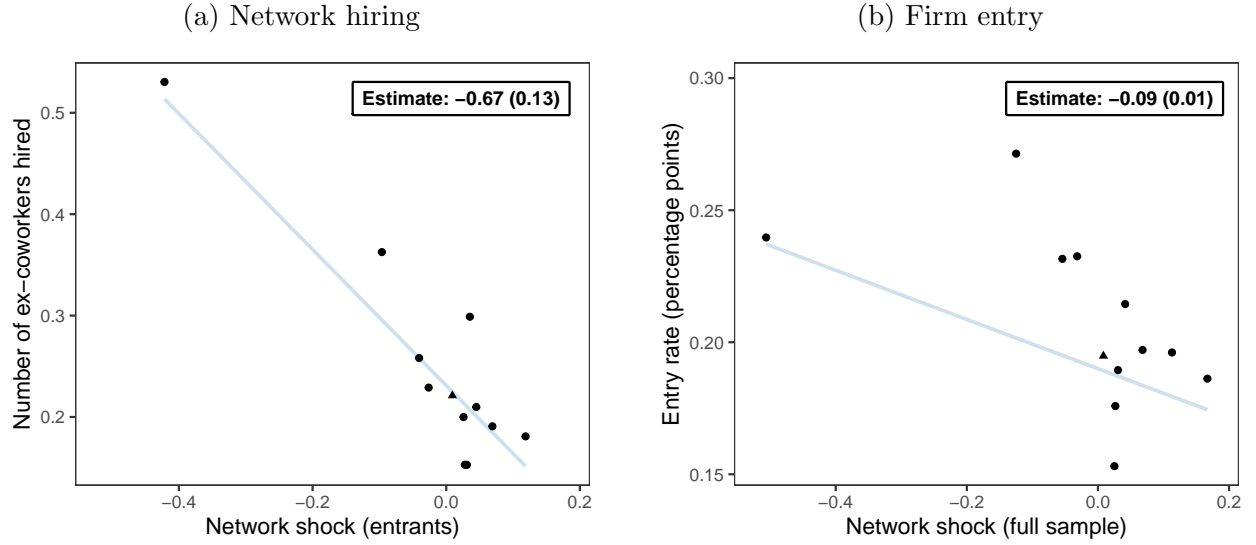 (a) Network hiring
Number of ex-coworkers hired
0.5
0.4
0.3
0.2
Estimate: −0.67 (0.13)
−0.4 −0.2 0.0 0.2
Network shock (entrants)
(b) Firm entry
Entry rate (percentage points)
0.30
0.25
0.20
0.15
Estimate: −0.09 (0.01)
−0.4 −0.2 0.0 0.2
Network shock (full sample)